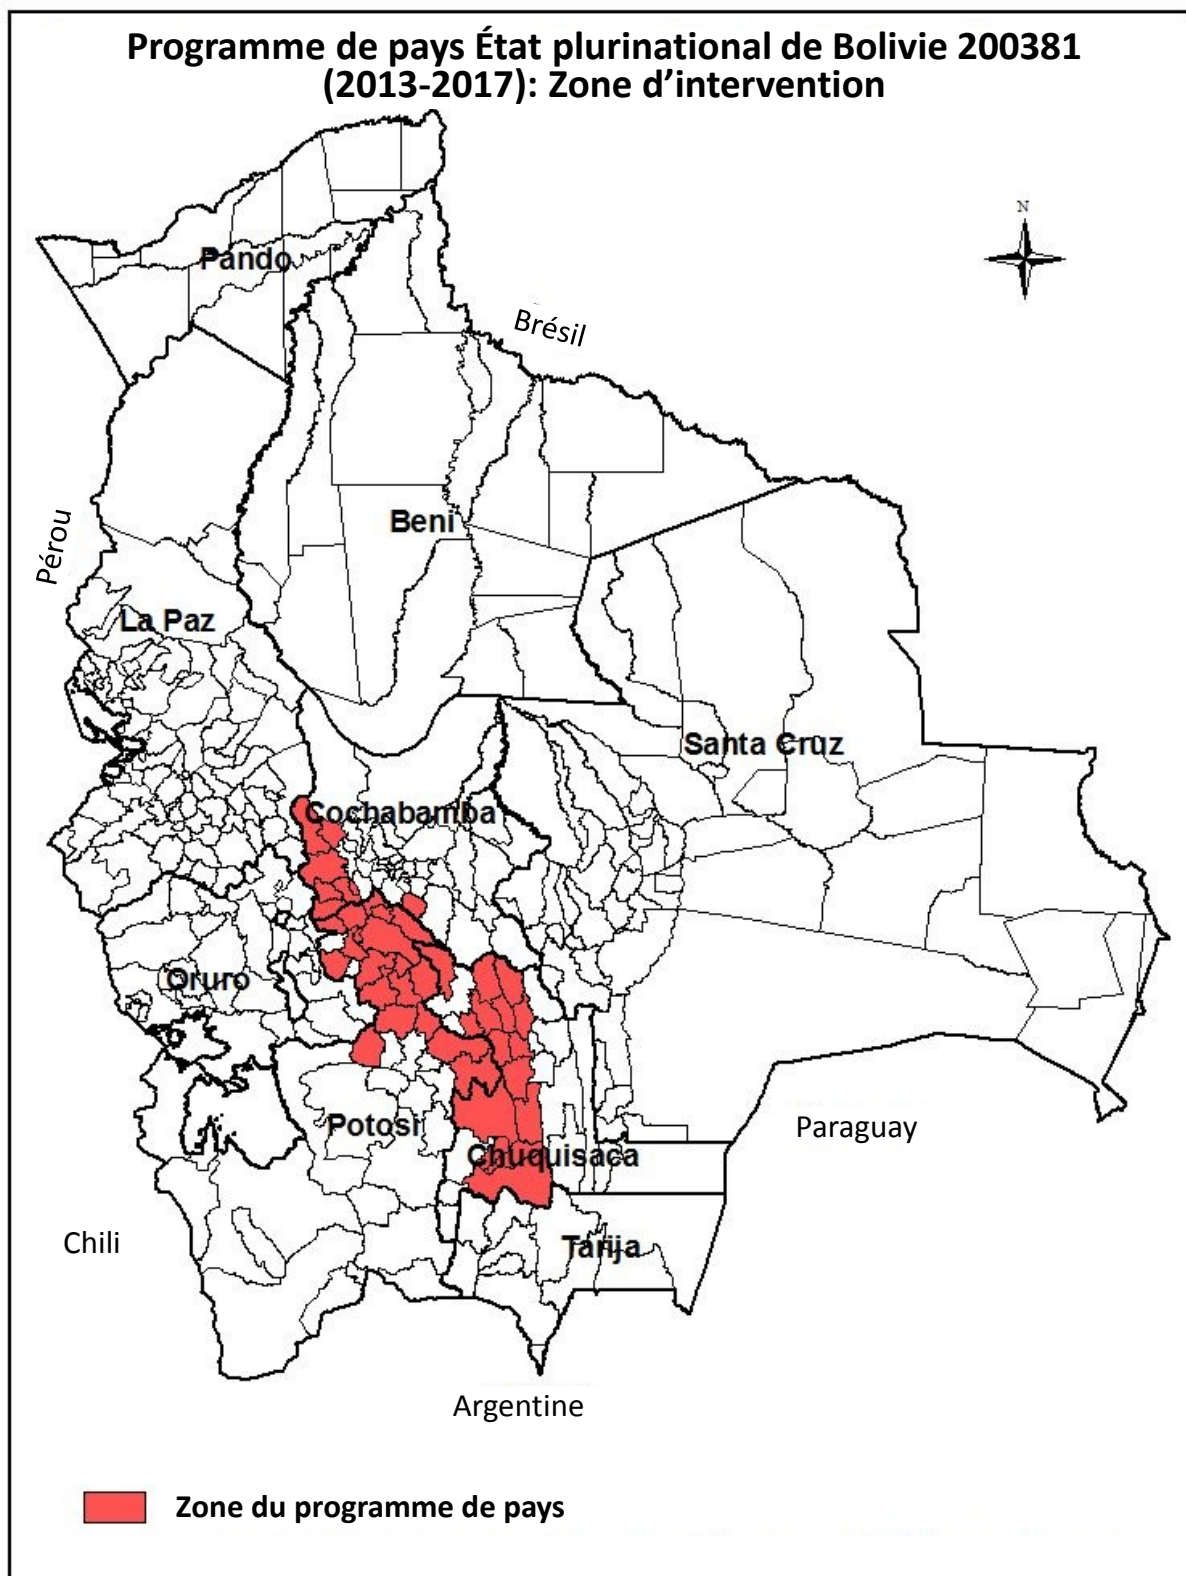 Programme de pays État plurinational de Bolivie 200381
(2013-2017): Zone d’intervention
N
Pando
Brésil
Beni
Pérou
La Paz
Santa Cruz
Cochabamba
Oruro
Potosi
Paraguay
Chuquisaca
Chili
Tarija
Argentine
Zone du programme de pays